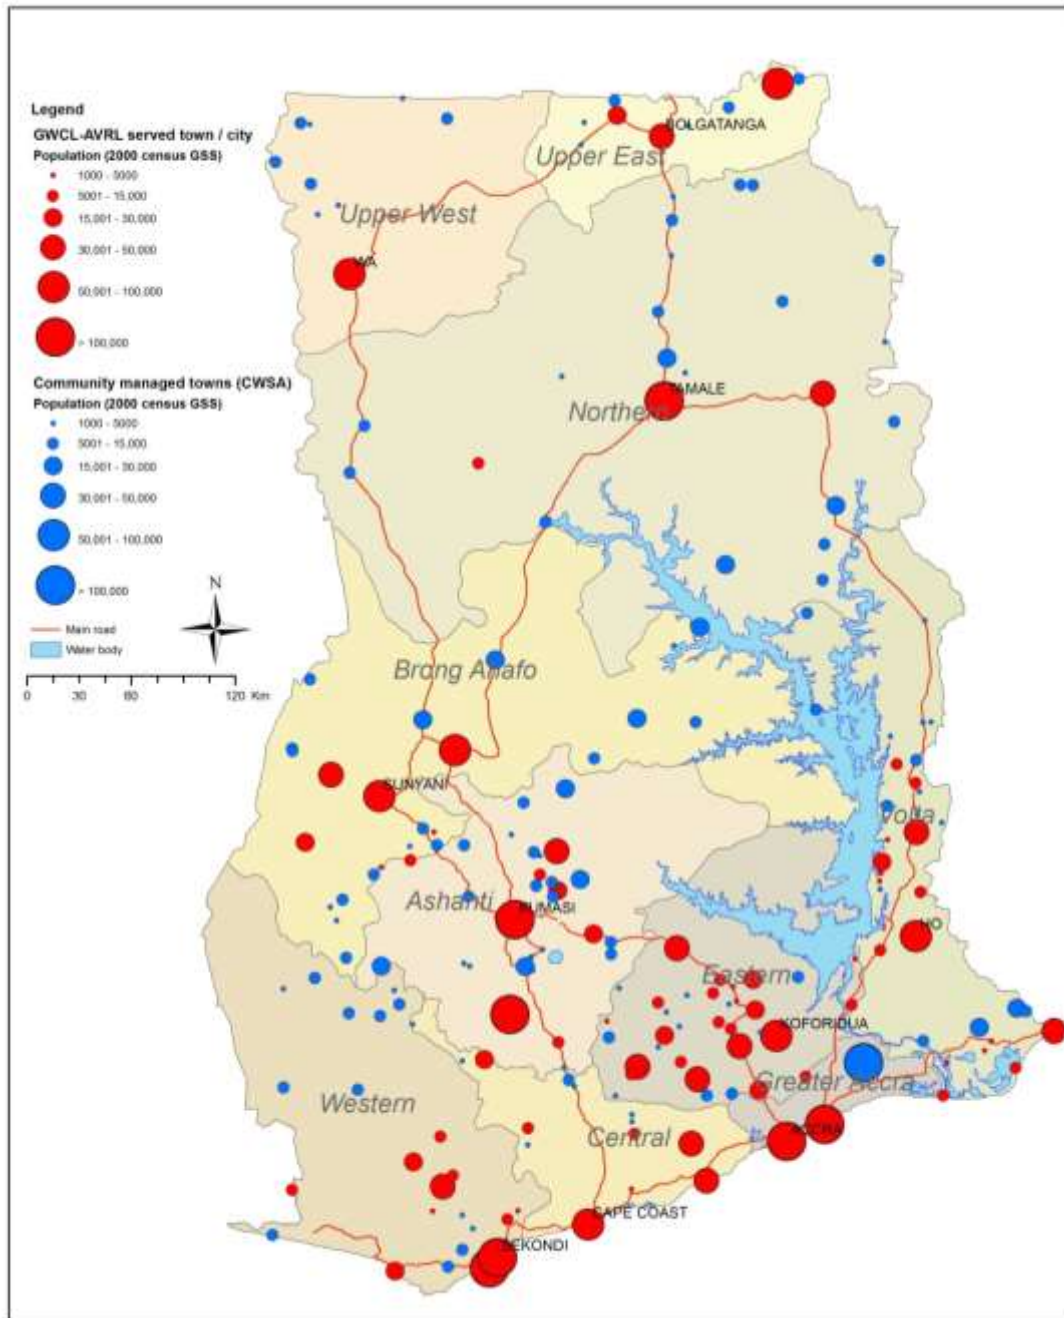 Legend
GWCL-AVRL served town / city
Population (2000 census GSS)
1000 - 5000
5001 - 15,000
15,001 - 30,000
30,001 - 50,000
50,001 - 100,000
> 100,000
Community managed towns (CWSA)
Population (2000 census GSS)
1000 - 5000
5001 - 15,000
15,001 - 30,000
30,001 - 50,000
50,001 - 100,000
> 100,000
Main road
Water body
N
0 30 60 120 Km
BOLGATANGA
Upper East
Upper West
WA
TAMALE
Northern
Brong Ahafo
SUNYANI
Volta
Ashanti
KUMASI
HO
Eastern
KOFORIDUA
Greater Accra
Western
Central
ACCRA
CAPE COAST
SEKONDI